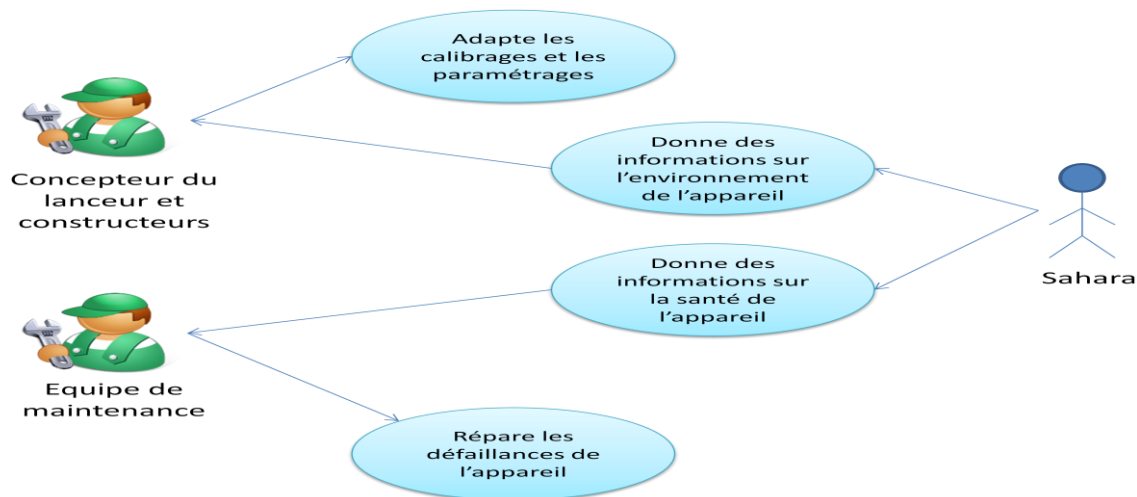 Adapte les
calibrages et les
paramétrages
Concepteur du
lanceur et
constructeurs
Donne des
informations sur
l'environnement
de l'appareil
Donne des
informations sur
la santé de
l'appareil
Sahara
Equipe de
maintenance
Répare les
défaillances de
l'appareil